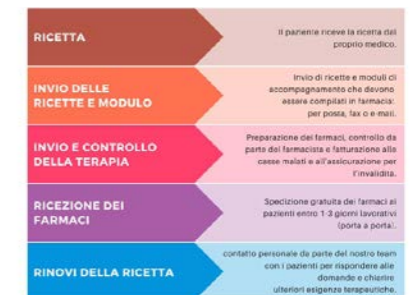 RICETTA
Il paziente riceve la ricetta dal
proprio medico.
INVIO DELLE
RICETTE E MODULO
Invio di ricette e moduli di
accompagnamento che devono
essere compilati in farmacia:
per posta, fax o e-mail.
INVIO E CONTROLLO
DELLA TERAPIA
Preparazione dei farmaci, controllo da
parte del farmacista e fatturazione alle
casse malati e all'assicurazione per
l'invalidità.
RICEZIONE DEI
FARMACI
Spedizione gratuita dei farmaci ai
pazienti entro 1-3 giorni lavorativi
(porta a porta).
RINOVI DELLA RICETTA
contatto personale da parte del nostro team
con i pazienti per rispondere alle
domande e chiarire
ulteriori esigenze terapeutiche.